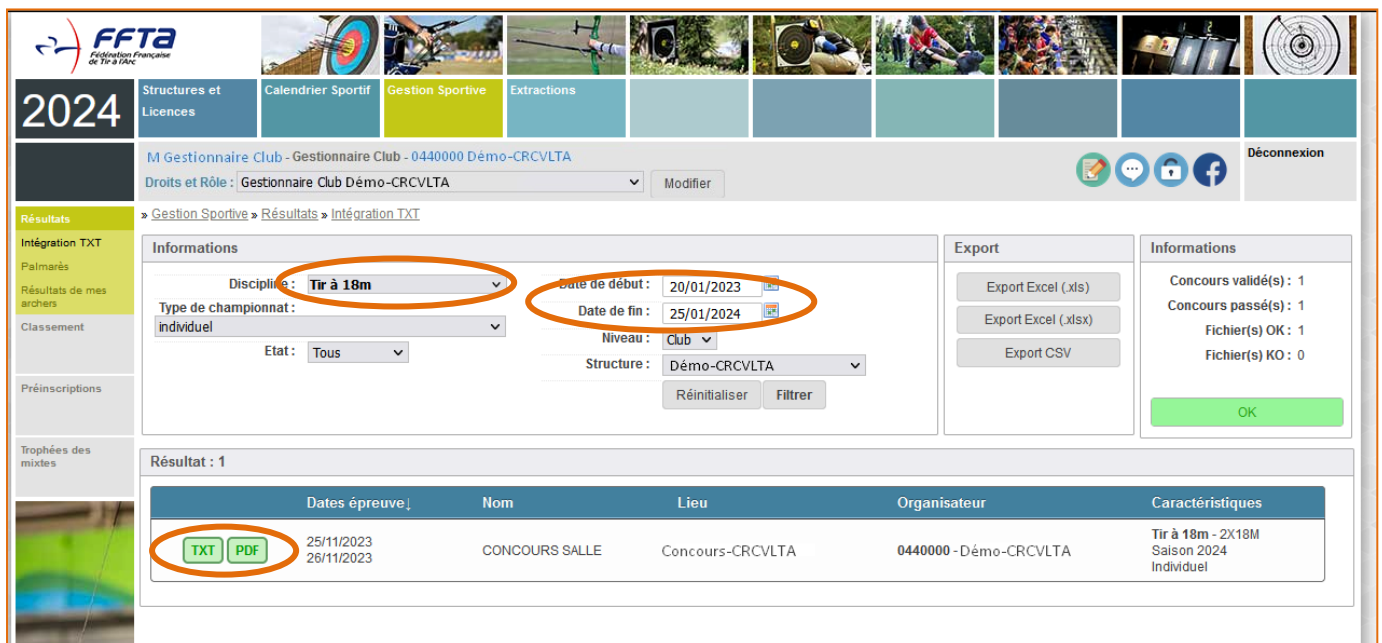 FFTA
Fédération Française
de Tir à l'Arc
2024
Structures et
Licences
Calendrier Sportif
Gestion Sportive
Extractions
M Gestionnaire Club - Gestionnaire Club - 0440000 Démo-CRCVLTA
Droits et Rôle : Gestionnaire Club Démo-CRCVLTA
Modifier
Déconnexion
» Gestion Sportive » Résultats » Intégration TXT
Résultats
Intégration TXT
Palmarès
Résultats de mes
archers
Classement
Préinscriptions
Trophées des
mixtes
Informations
Discipline : Tir à 18m
Type de championnat :
individuel
Etat : Tous
Date de début : 20/01/2023
Date de fin : 25/01/2024
Niveau : Club
Structure : Démo-CRCVLTA
Réinitialiser
Filtrer
Export
Export Excel (.xls)
Export Excel (.xlsx)
Export CSV
Informations
Concours validé(s) : 1
Concours passé(s) : 1
Fichier(s) OK : 1
Fichier(s) KO : 0
OK
Résultat : 1
Dates épreuve↓ Nom Lieu Organisateur Caractéristiques
TXT PDF
25/11/2023
26/11/2023
CONCOURS SALLE
Concours-CRCVLTA
0440000 - Démo-CRCVLTA
Tir à 18m - 2X18M
Saison 2024
Individuel